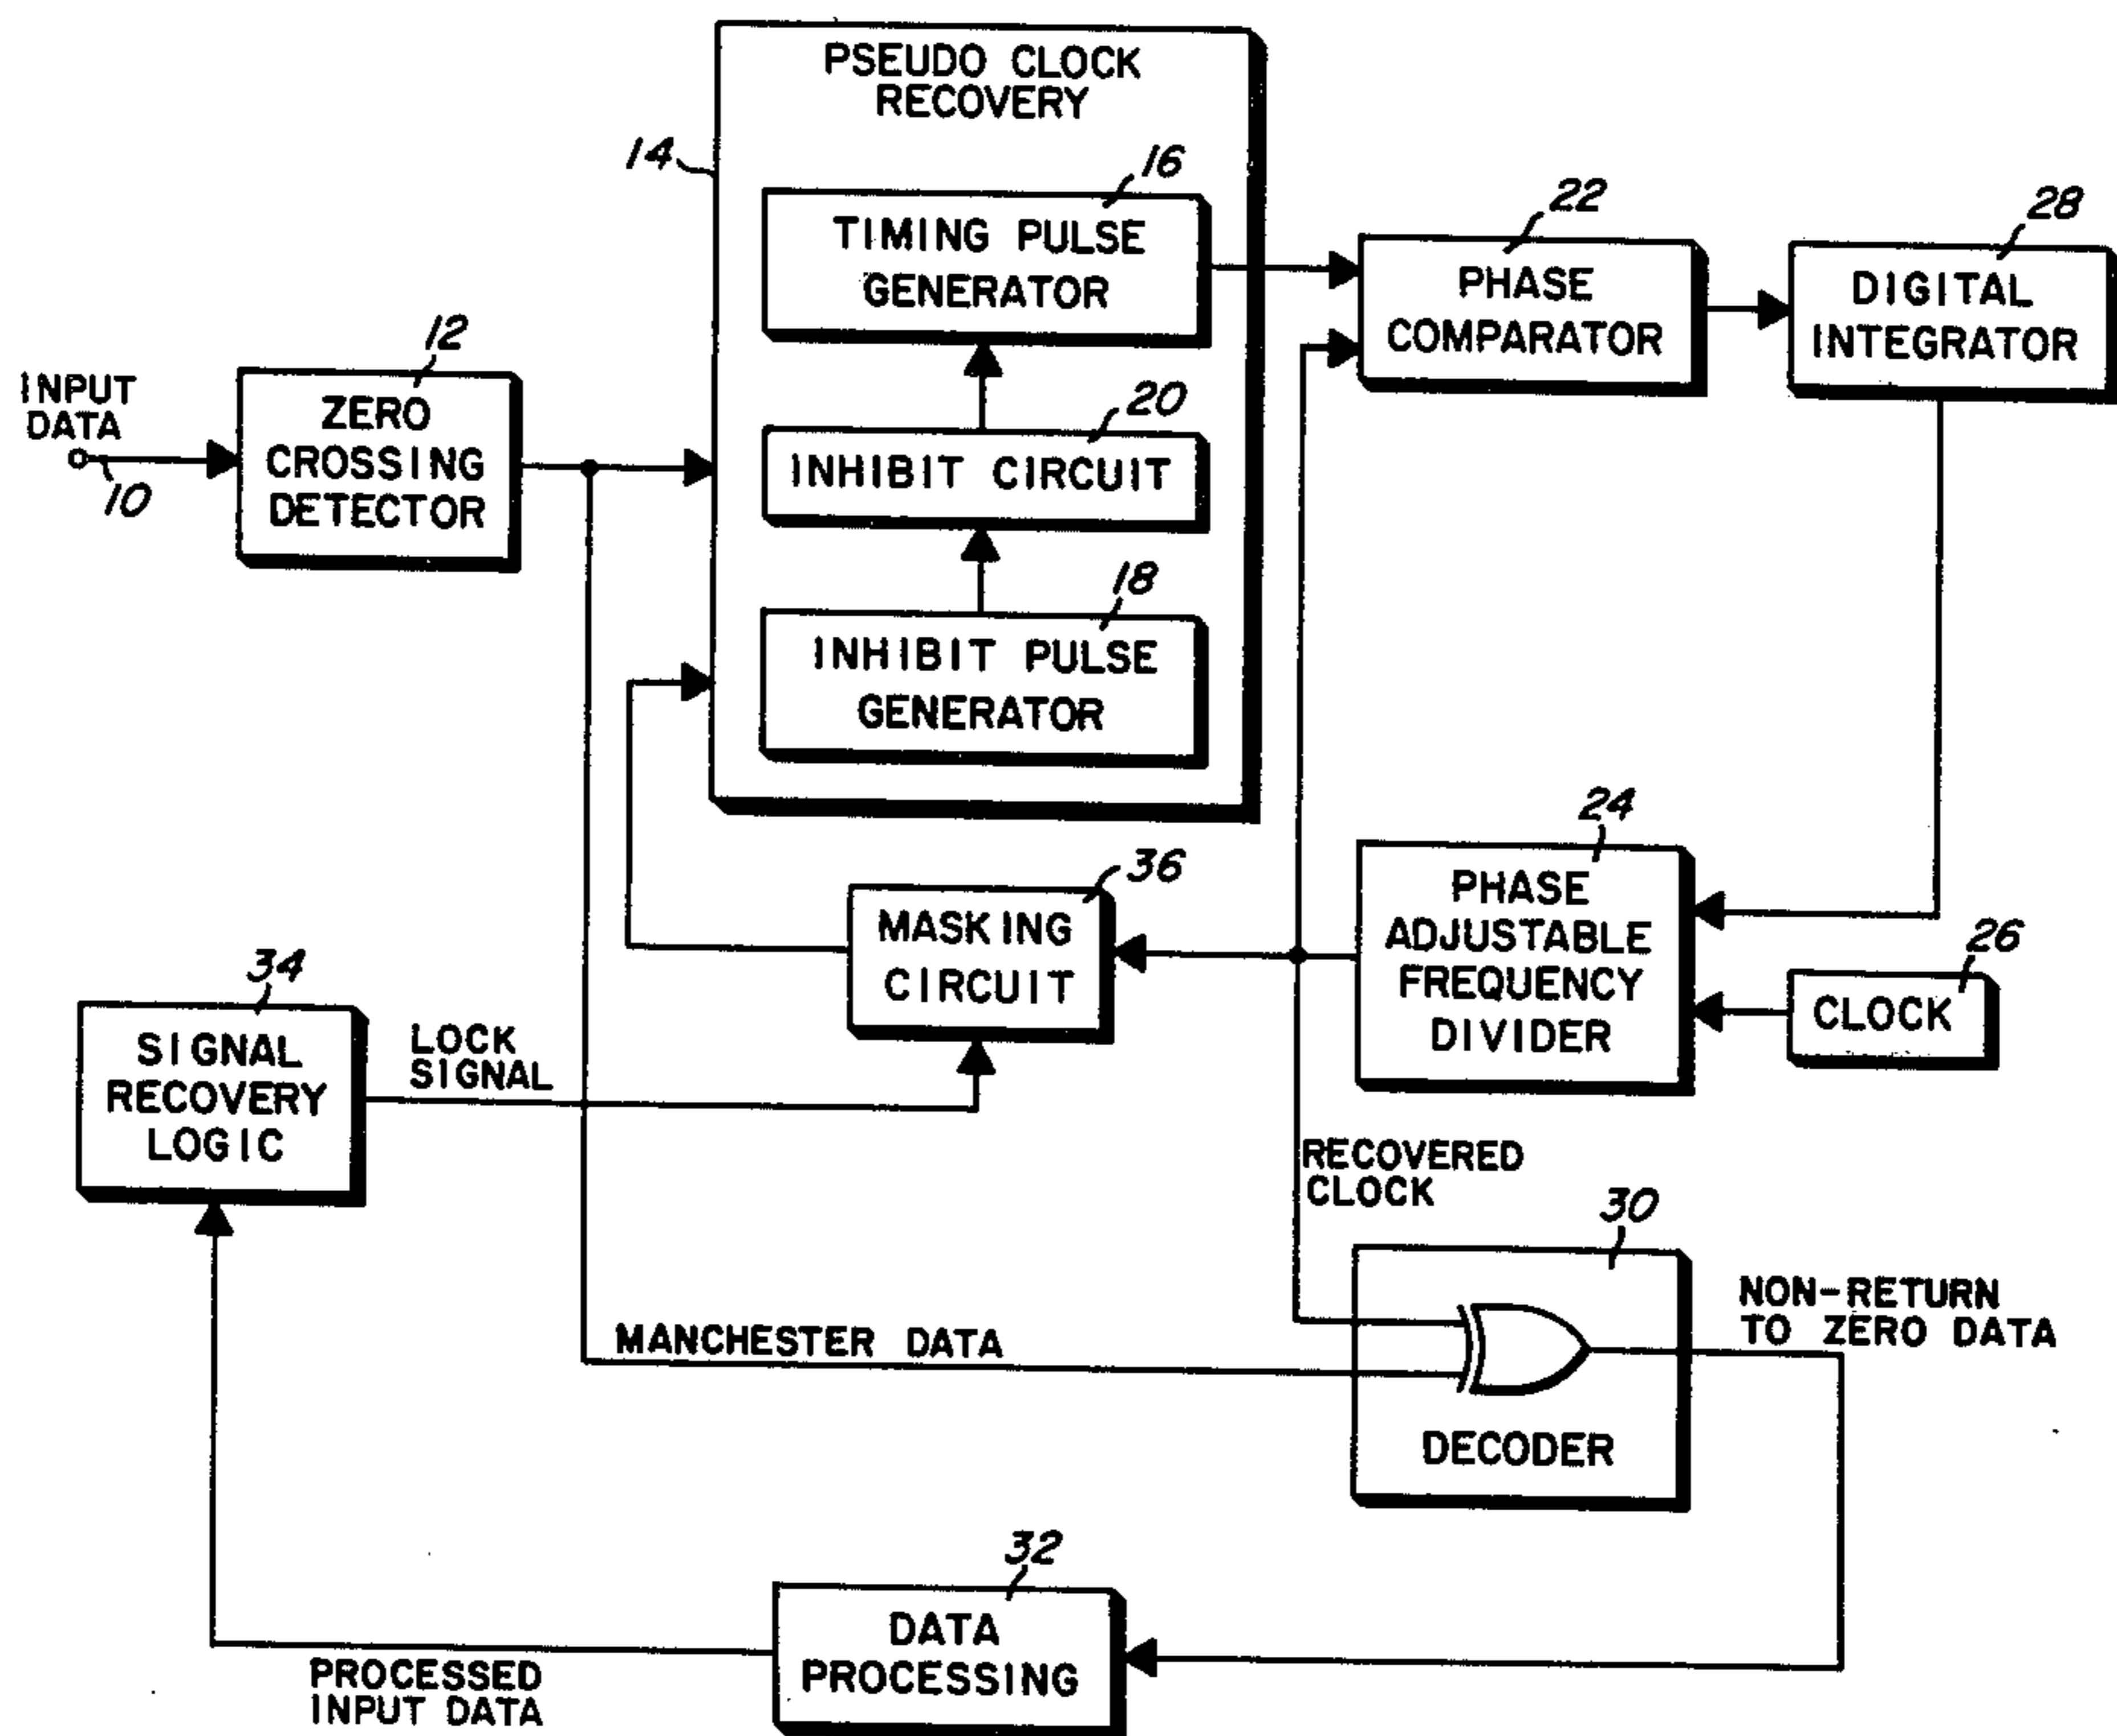 PSEUDO CLOCK
RECOVERY
14
16
TIMING PULSE
GENERATOR
22
PHASE
COMPARATOR
28
DIGITAL
INTEGRATOR
INPUT
DATA
10
12
ZERO
CROSSING
DETECTOR
20
INHIBIT CIRCUIT
18
INHIBIT PULSE
GENERATOR
24
PHASE
ADJUSTABLE
FREQUENCY
DIVIDER
26
CLOCK
36
MASKING
CIRCUIT
34
SIGNAL
RECOVERY
LOGIC
LOCK
SIGNAL
RECOVERED
CLOCK
30
DECODER
MANCHESTER DATA
NON-RETURN
TO ZERO DATA
32
DATA
PROCESSING
PROCESSED
INPUT DATA